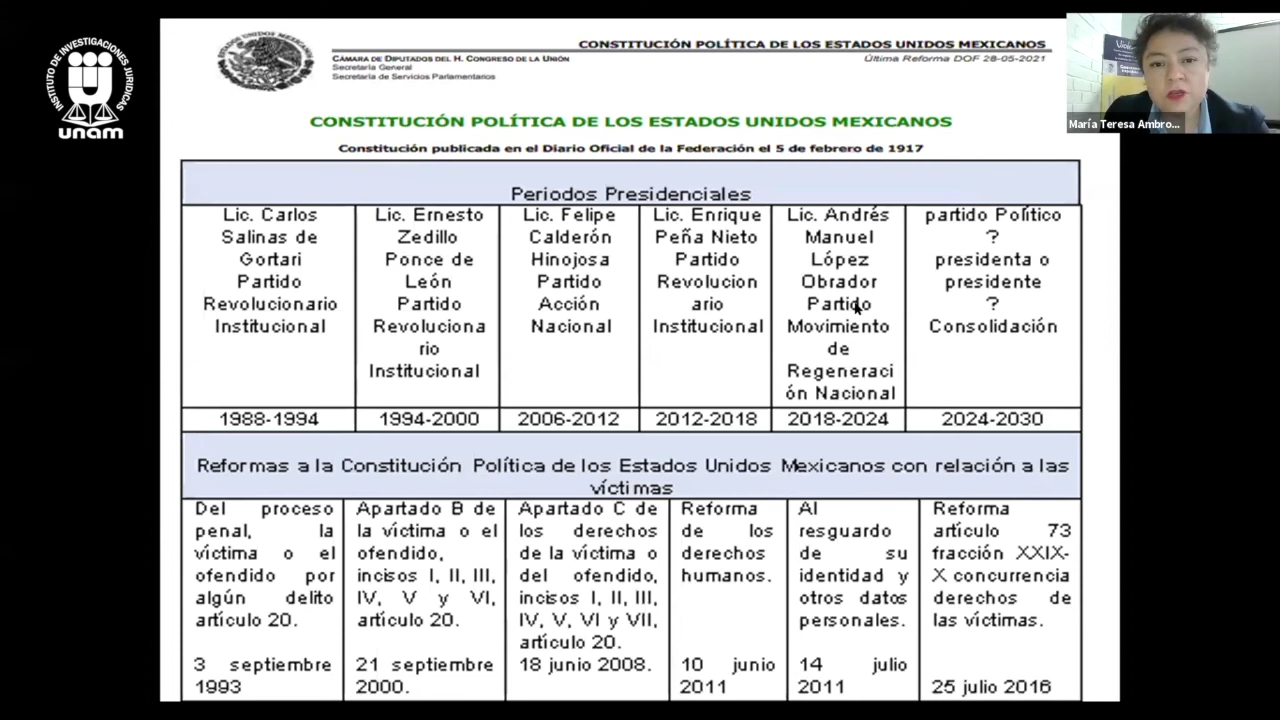 INSTITUTO DE INVESTIGACIONES JURÍDICAS
UNAM
ESTADOS UNIDOS MEXICANOS
CONSTITUCIÓN POLÍTICA DE LOS ESTADOS UNIDOS MEXICANOS
CÁMARA DE DIPUTADOS DEL H. CONGRESO DE LA UNIÓN
Última Reforma DOF 28-05-2021
Secretaría General
Secretaría de Servicios Parlamentarios
María Teresa Ambro...
CONSTITUCIÓN POLÍTICA DE LOS ESTADOS UNIDOS MEXICANOS
Constitución publicada en el Diario Oficial de la Federación el 5 de febrero de 1917
Periodos Presidenciales
Lic. Carlos
Salinas de
Gortari
Partido
Revolucionario
Institucional
Lic. Ernesto
Zedillo
Ponce de
León
Partido
Revoluciona
rio
Institucional
Lic. Felipe
Calderón
Hinojosa
Partido
Acción
Nacional
Lic. Enrique
Peña Nieto
Partido
Revolucion
ario
Institucional
Lic. Andrés
Manuel
López
Obrador
Partido
Movimiento
de
Regeneraci
ón Nacional
partido Político
?
presidenta o
presidente
?
Consolidación
1988-1994
1994-2000
2006-2012
2012-2018
2018-2024
2024-2030
Reformas a la Constitución Política de los Estados Unidos Mexicanos con relación a las
víctimas
Del proceso
penal, la
víctima o el
ofendido por
algún delito
artículo 20.
3 septiembre
1993
Apartado B de
la víctima o el
ofendido,
incisos I, II, III,
IV, V y VI,
artículo 20.
21 septiembre
2000.
Apartado C de
los derechos
de la víctima o
del ofendido,
incisos I, II, III,
IV, V, VI y VII,
artículo 20.
18 junio 2008.
Reforma
de los
derechos
humanos.
10 junio
2011
Al
resguardo
de su
identidad y
otros datos
personales.
14 julio
2011
Reforma
artículo 73
fracción XXIX-
X concurrencia
derechos de
las víctimas.
25 julio 2016